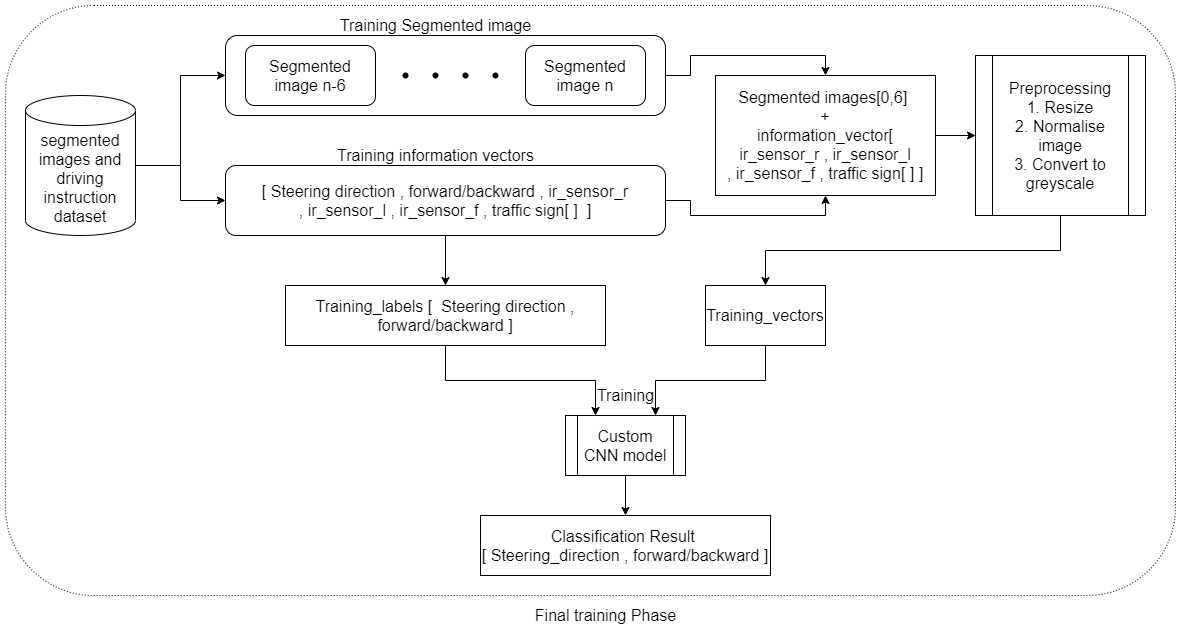 Training Segmented image
Segmented
image n-6
Segmented
image n
segmented
images and
driving
instruction
dataset
Training information vectors
[ Steering direction , forward/backward , ir_sensor_r
, ir_sensor_l , ir_sensor_f , traffic sign[ ] ]
Segmented images[0,6]
+
information_vector[
ir_sensor_r , ir_sensor_l
, ir_sensor_f , traffic sign[ ] ]
Preprocessing
1. Resize
2. Normalise
image
3. Convert to
greyscale
Training_labels [ Steering direction ,
forward/backward ]
Training_vectors
Training
Custom
CNN model
Classification Result
[ Steering_direction , forward/backward ]
Final training Phase